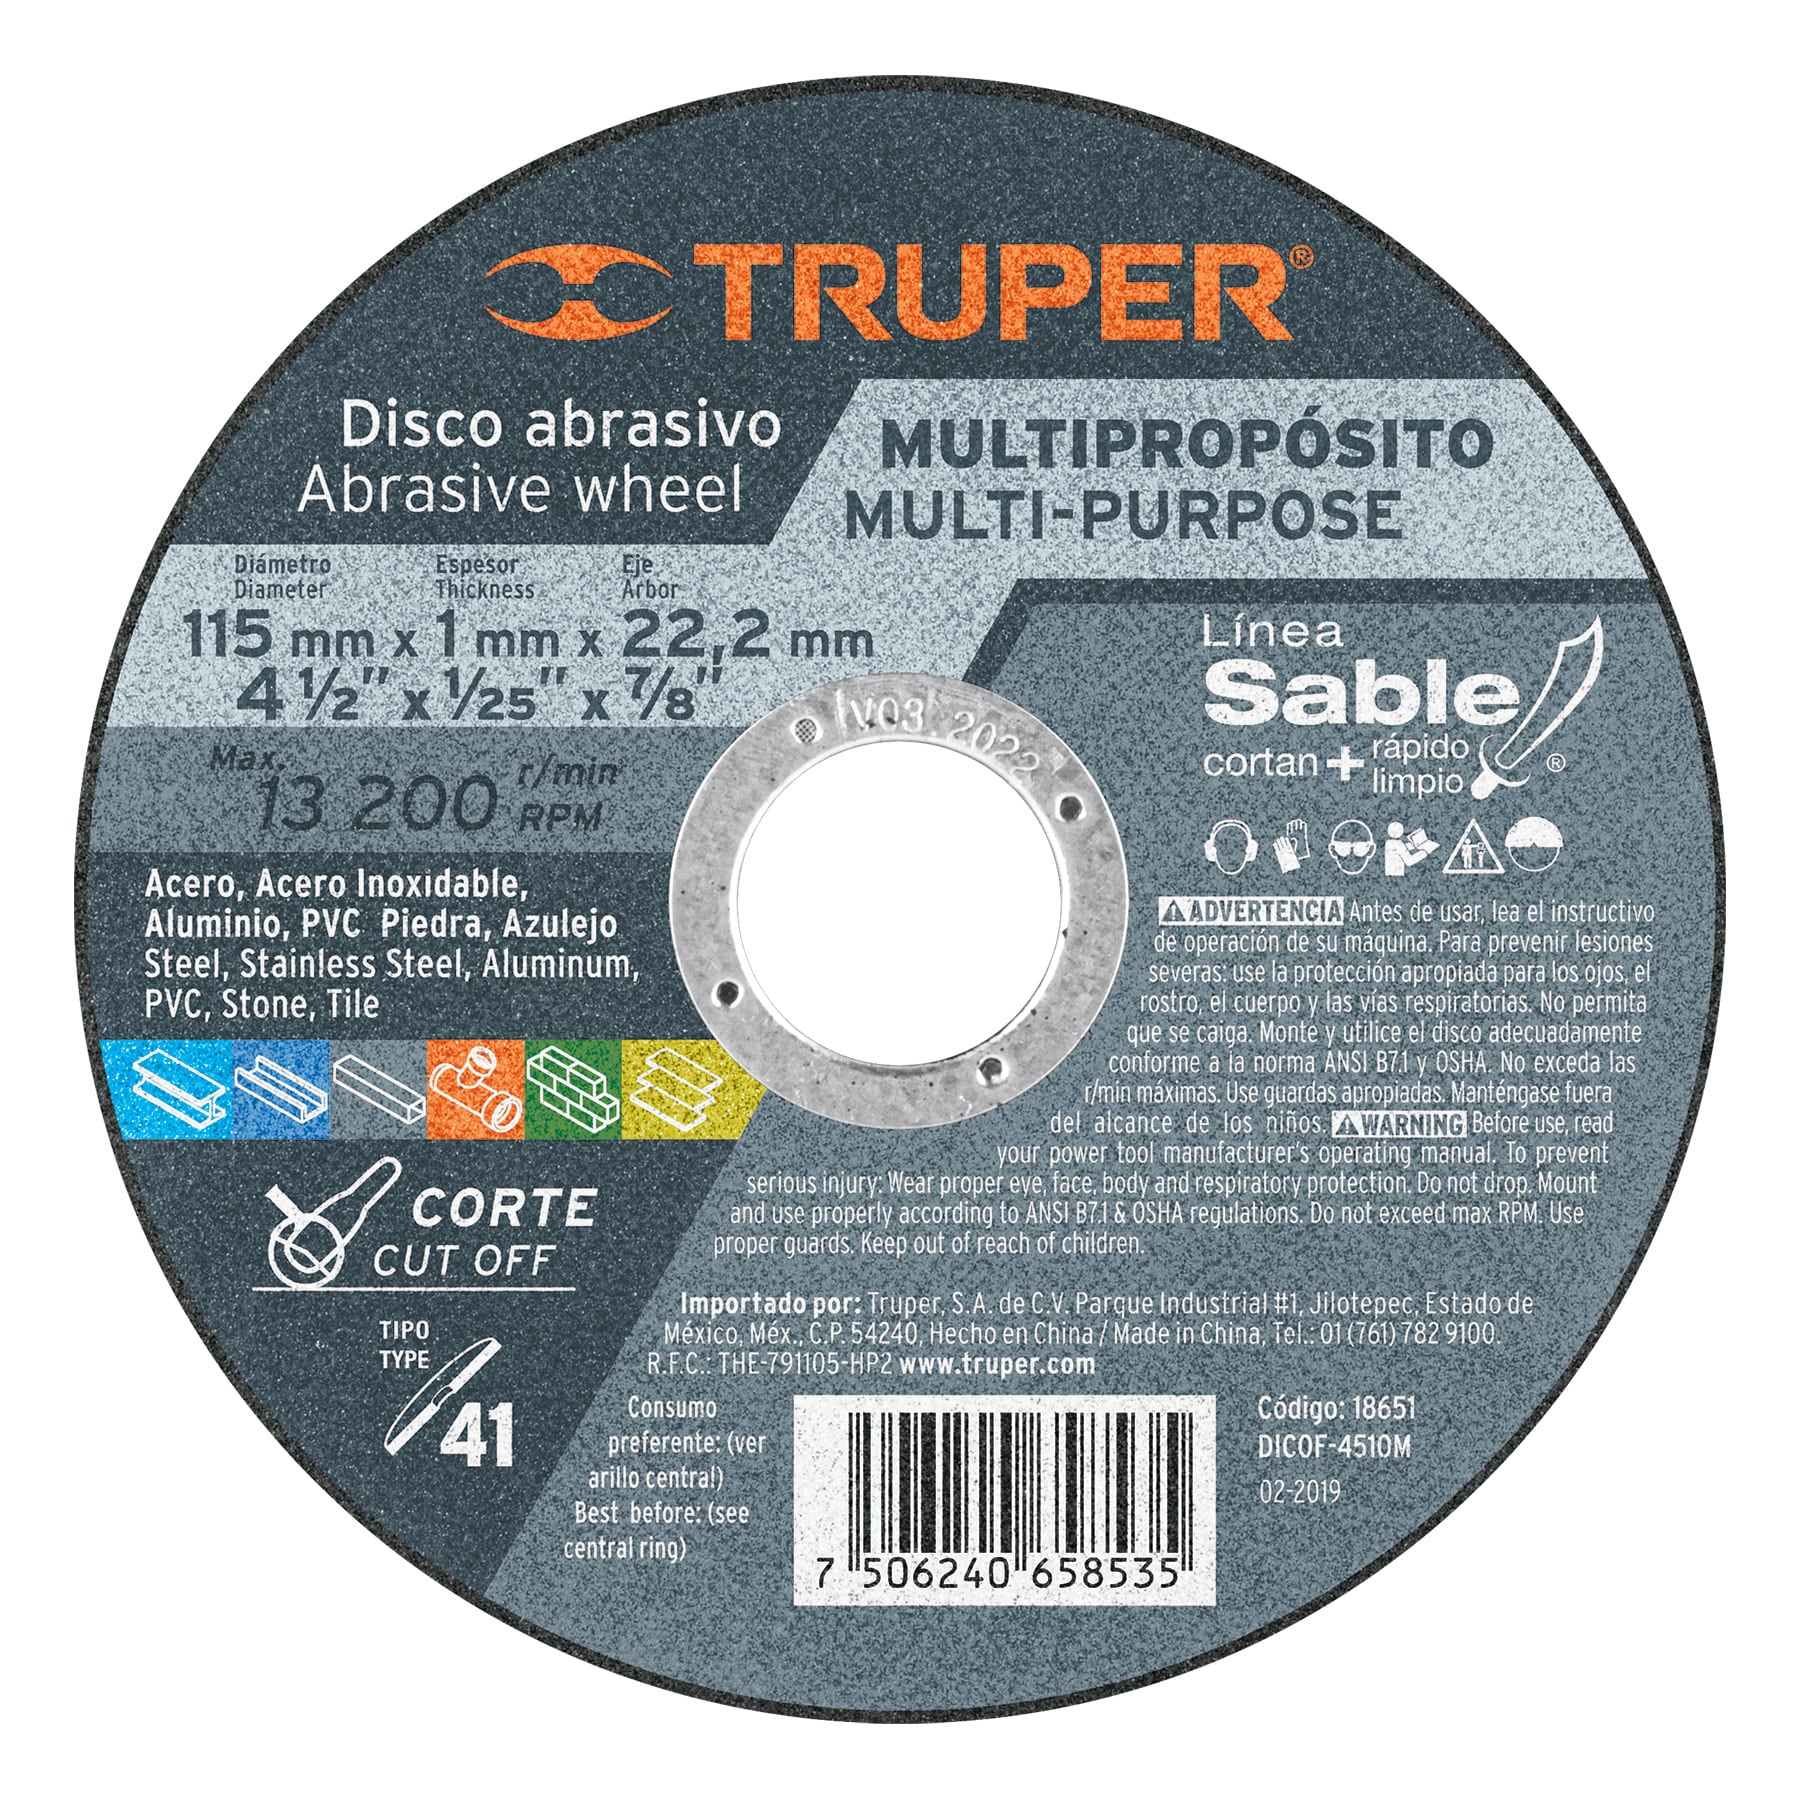 TRUPER®
Disco abrasivo
Abrasive wheel
MULTIPROPÓSITO
MULTI-PURPOSE
Diámetro Espesor Eje
Diameter Thickness Arbor
115 mm x 1 mm x 22,2 mm
4 ½" x 1/25" x 7/8"
Max. 13 200 r/min
RPM
V03.2022
Línea
Sable
cortan + rápido
limpio ®
Acero, Acero Inoxidable,
Aluminio, PVC Piedra, Azulejo
Steel, Stainless Steel, Aluminum,
PVC, Stone, Tile
ADVERTENCIA Antes de usar, lea el instructivo
de operación de su máquina. Para prevenir lesiones
severas: use la protección apropiada para los ojos, el
rostro, el cuerpo y las vías respiratorias. No permita
que se caiga. Monte y utilice el disco adecuadamente
conforme a la norma ANSI B7.1 y OSHA. No exceda las
r/min máximas. Use guardas apropiadas. Manténgase fuera
del alcance de los niños. WARNING Before use, read
your power tool manufacturer's operating manual. To prevent
serious injury: Wear proper eye, face, body and respiratory protection. Do not drop. Mount
and use properly according to ANSI B7.1 & OSHA regulations. Do not exceed max RPM. Use
proper guards. Keep out of reach of children.
CORTE
CUT OFF
TIPO
TYPE
41
Importado por: Truper, S.A. de C.V. Parque Industrial #1, Jilotepec, Estado de
México, Méx., C.P. 54240, Hecho en China / Made in China, Tel.: 01 (761) 782 9100.
R.F.C.: THE-791105-HP2 www.truper.com
Consumo
preferente: (ver
arillo central)
Best before: (see
central ring)
7 506240 658535
Código: 18651
DICOF-4510M
02-2019